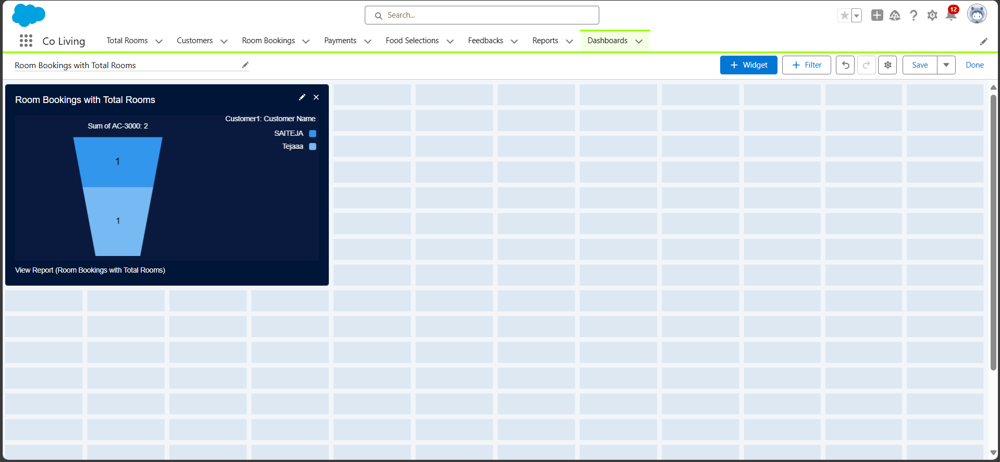 Search...
12
Co Living
Total Rooms
Customers
Room Bookings
Payments
Food Selections
Feedbacks
Reports
Dashboards
Room Bookings with Total Rooms
Widget
Filter
Save
Done
Room Bookings with Total Rooms
Sum of AC-3000: 2
Customer1: Customer Name
SAITEJA
Tejaaa
1
1
View Report (Room Bookings with Total Rooms)